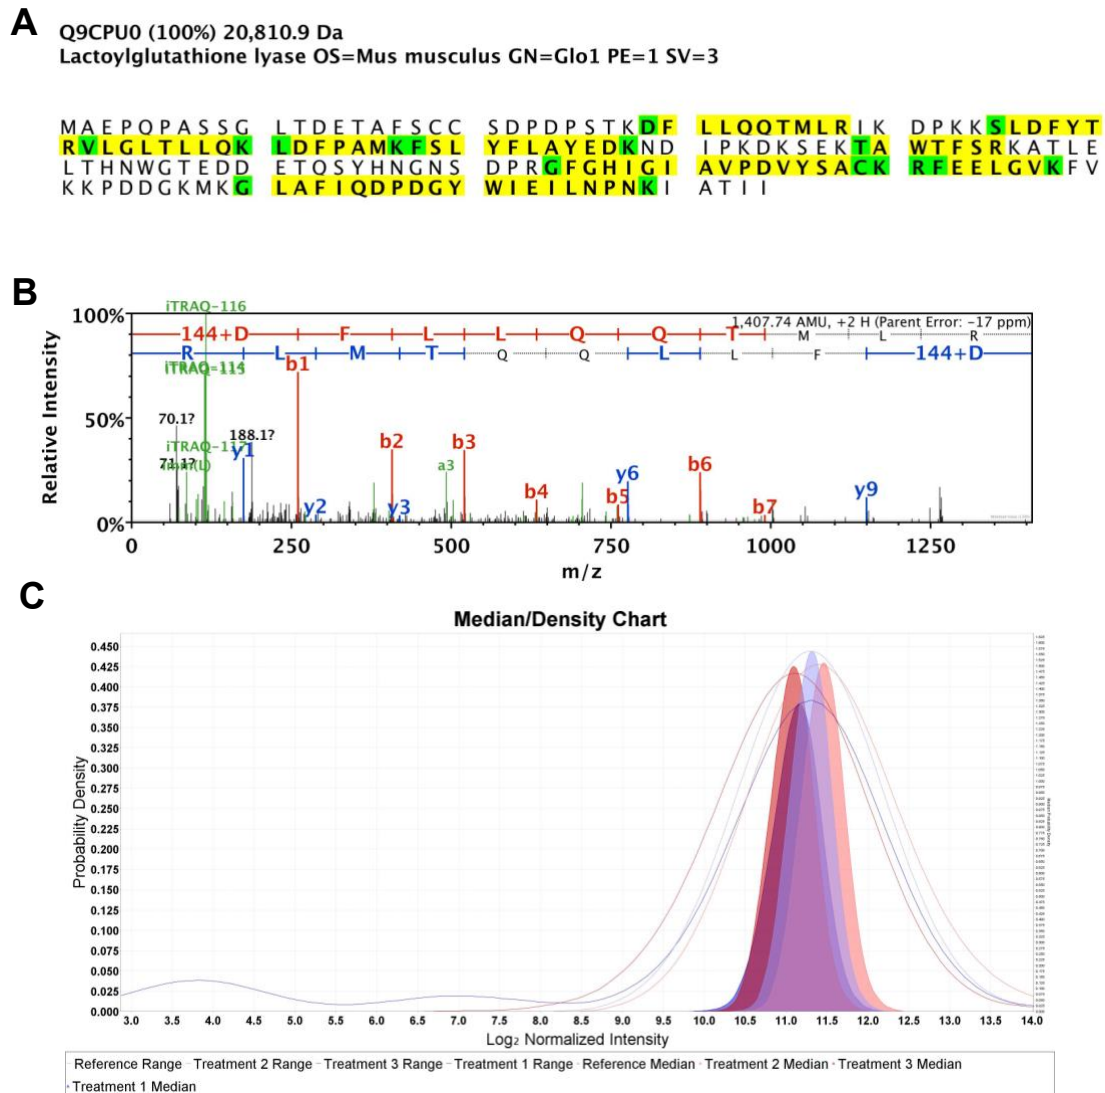 A
Q9CPU0 (100%) 20,810.9 Da
Lactoylglutathione lyase OS=Mus musculus GN=Glo1 PE=1 SV=3
MAEPQPASSG LTDETAFSCC SDPDPSTKDF LLQQTMLRIK DPKKSLDFYT
RVLGLTLLQK LDFPAMKFSL YFLAYEDKND IPKDKSEKTA WTFSRKATLE
LTHNWGTEDD ETQSYHNGNS DPRGFGHIGI AVPDVYSACK RFEELGVKFV
KKPDDGKMKG LAFIQDPDGY WIEILNPNKI ATII
B
iTRAQ-116
100%
1,407.74 AMU, +2 H (Parent Error: -17 ppm)
144+D F L L Q Q T M L R
R L M T Q Q L L F 144+D
iTRAQ-114
b1
50%
70.1?
188.1?
y1
b2
b3
a3
b4
b5
y6
b6
b7
y9
y2
y3
0%
0 250 500 750 1000 1250
m/z
Relative Intensity
C
Median/Density Chart
0.450
0.425
0.400
0.375
0.350
0.325
0.300
0.275
0.250
0.225
0.200
0.175
0.150
0.125
0.100
0.075
0.050
0.025
0.000
Probability Density
3.0 3.5 4.0 4.5 5.0 5.5 6.0 6.5 7.0 7.5 8.0 8.5 9.0 9.5 10.0 10.5 11.0 11.5 12.0 12.5 13.0 13.5 14.0
Log₂ Normalized Intensity
Reference Range Treatment 2 Range Treatment 3 Range Treatment 1 Range Reference Median Treatment 2 Median Treatment 3 Median
Treatment 1 Median